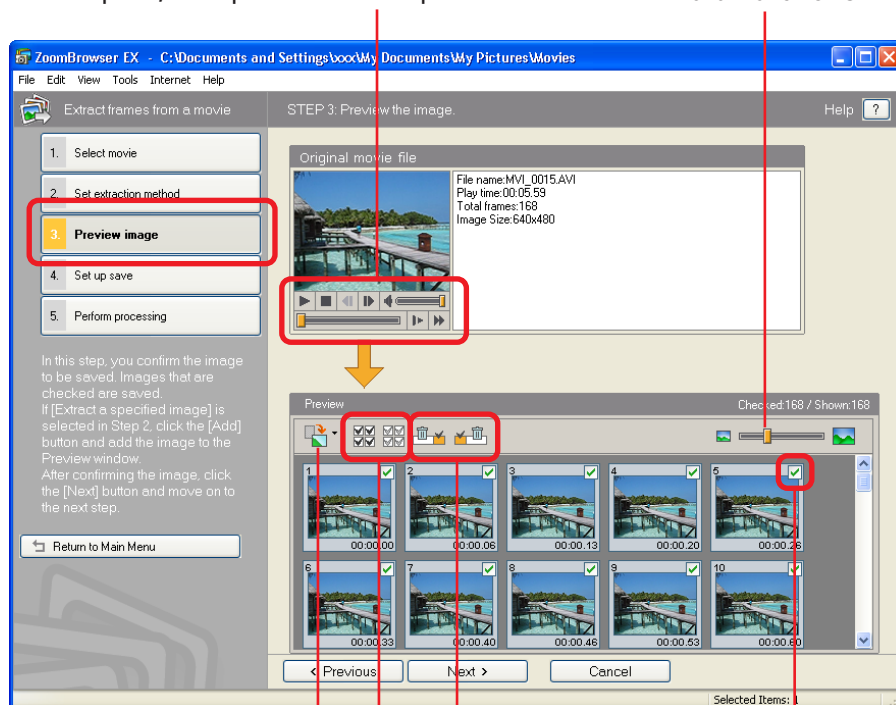 ZoomBrowser EX - C:\Documents and Settings\xxx\My Documents\My Pictures\Movies
File Edit View Tools Internet Help
Extract frames from a movie
STEP 3: Preview the image.
Help ?
1. Select movie
2. Set extraction method
3. Preview image
4. Set up save
5. Perform processing
In this step, you confirm the image
to be saved. Images that are
checked are saved.
If [Extract a specified image] is
selected in Step 2, click the [Add]
button and add the image to the
Preview window.
After confirming the image, click
the [Next] button and move on to
the next step.
Return to Main Menu
Original movie file
File name:MVI_0015.AVI
Play time:00:05.59
Total frames:168
Image Size:640x480
Preview
Checked:168 / Shown:168
1 2 3 4 5
00:00.00 00:00.06 00:00.13 00:00.20 00:00.26
6 7 8 9 10
00:00.33 00:00.40 00:00.46 00:00.53 00:00.60
< Previous Next > Cancel
Selected Items: 1